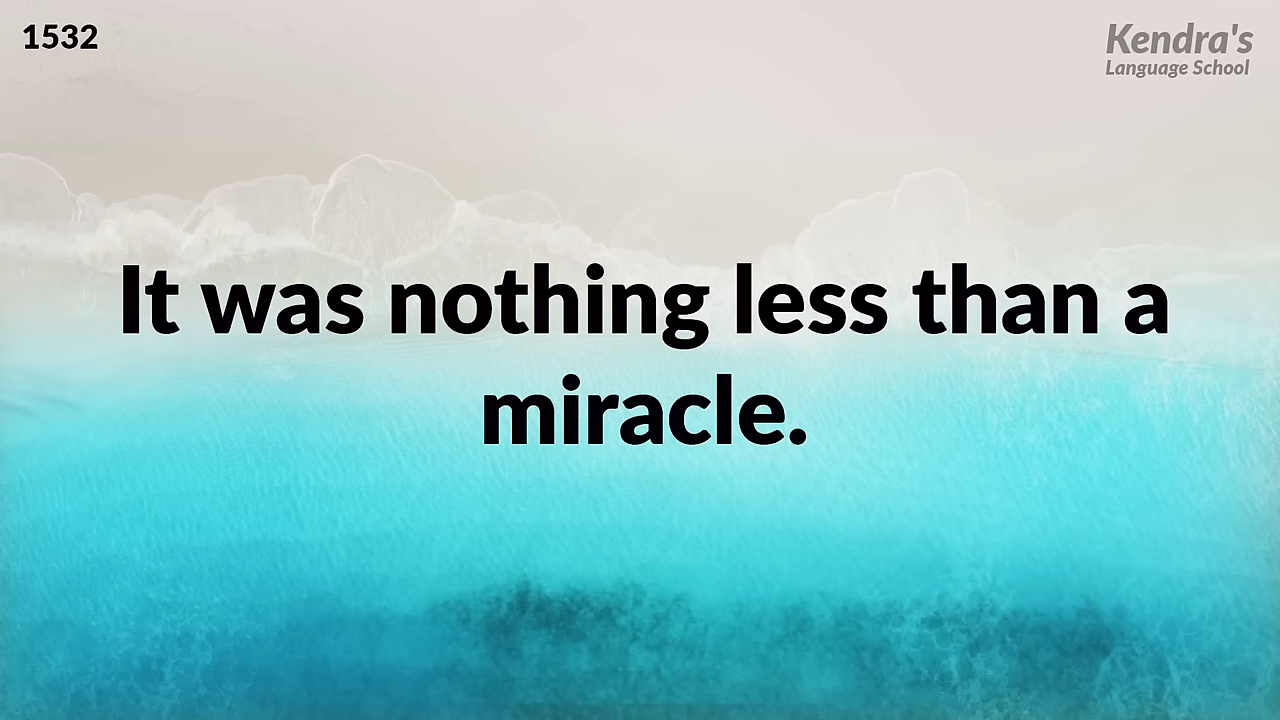 1532
Kendra's
Language School
It was nothing less than a
miracle.